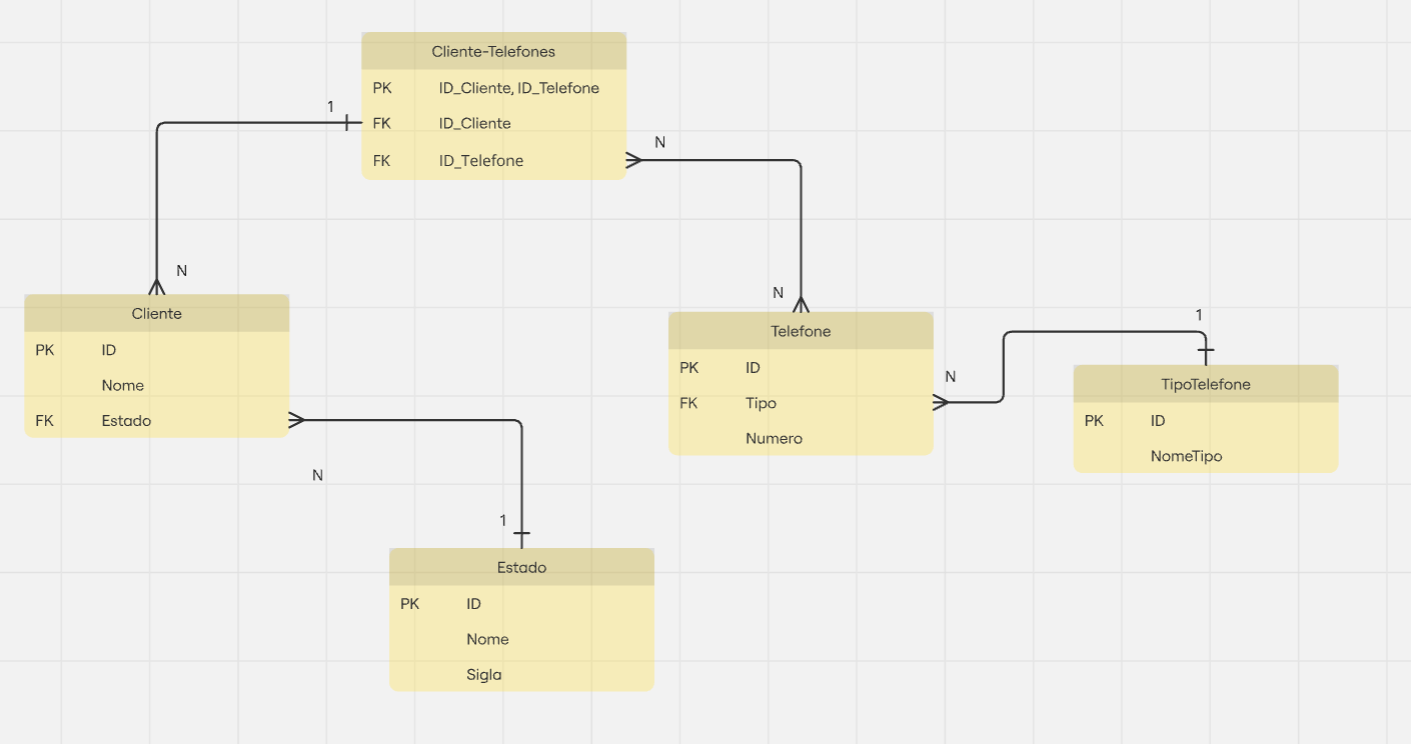 Cliente-Telefones
PK ID_Cliente, ID_Telefone
1
FK ID_Cliente
N
FK ID_Telefone
N
Cliente
PK ID
Nome
FK Estado
N
N
Telefone
PK ID
FK Tipo
Numero
N
1
TipoTelefone
PK ID
NomeTipo
1
Estado
PK ID
Nome
Sigla